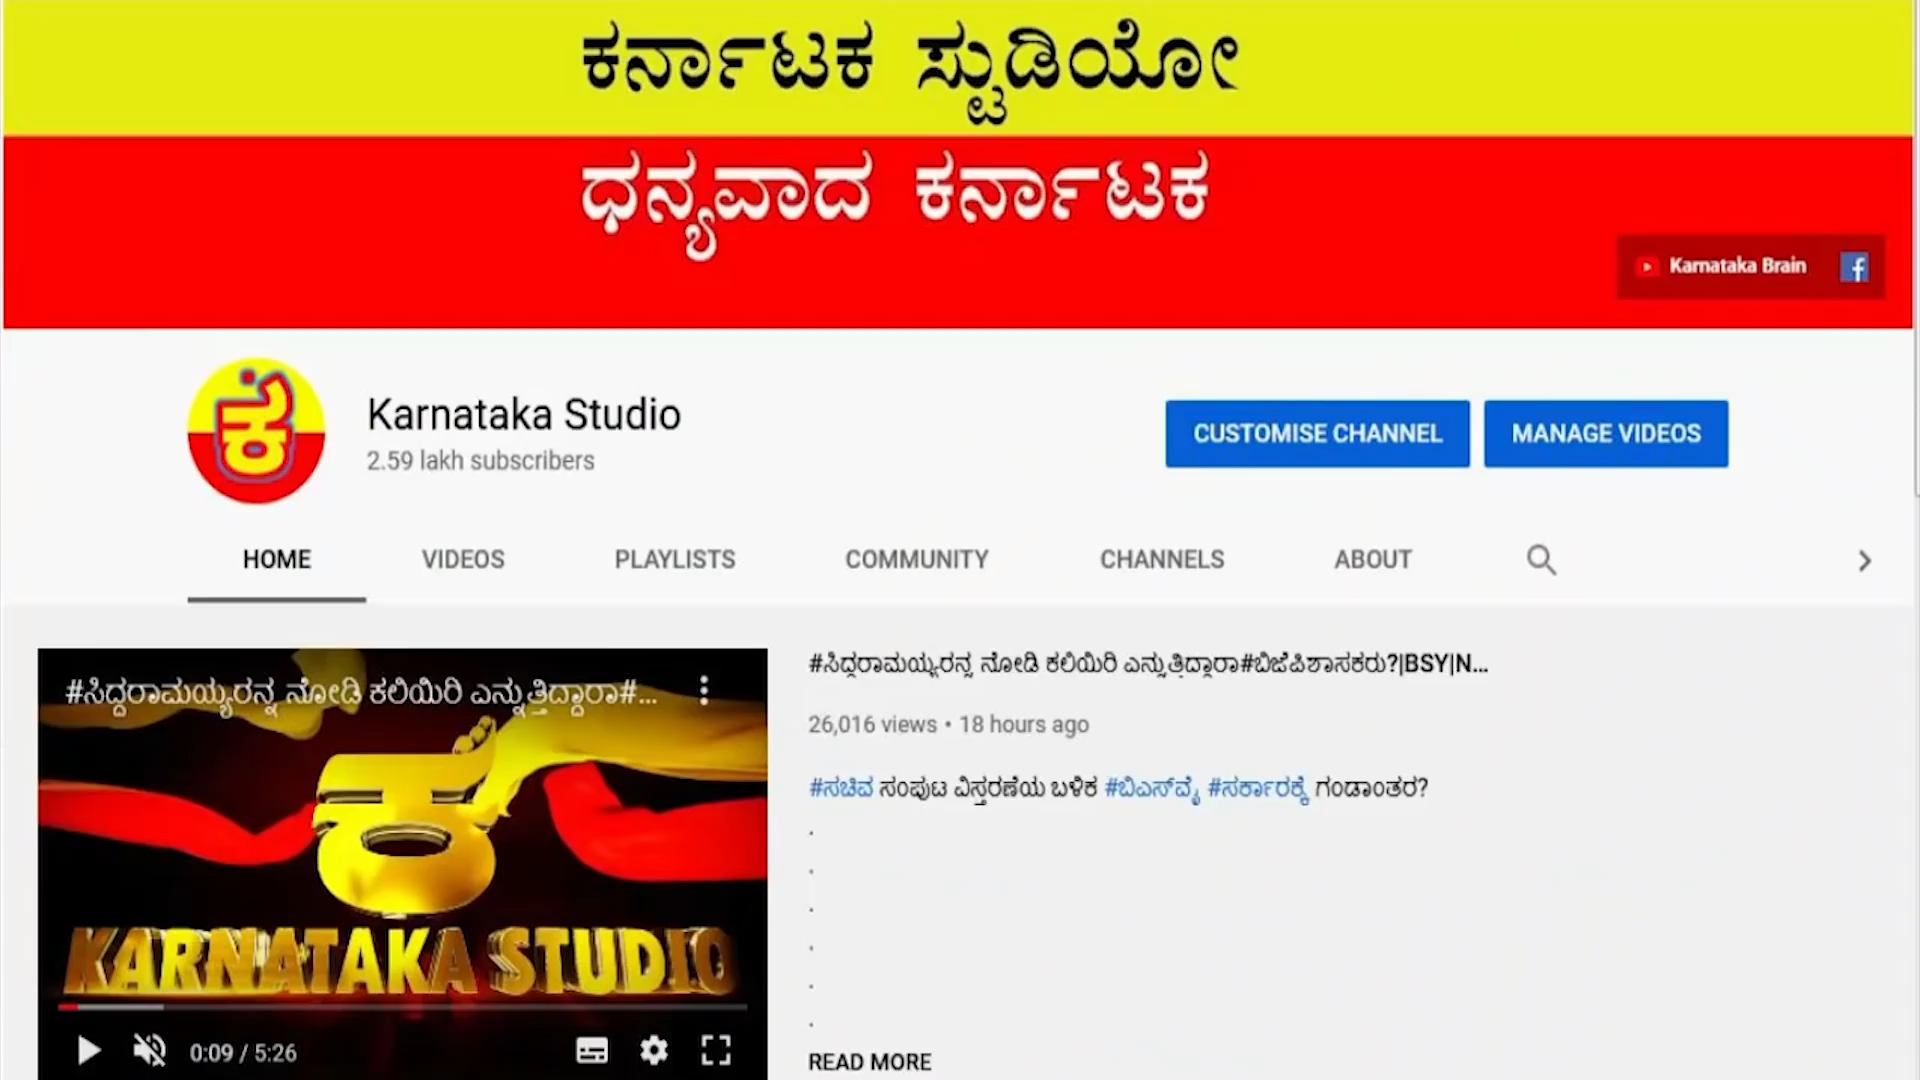 ಕರ್ನಾಟಕ ಸ್ಟುಡಿಯೋ
ಧನ್ಯವಾದ ಕರ್ನಾಟಕ
Karnataka Brain
f
ಕ
Karnataka Studio
2.59 lakh subscribers
CUSTOMISE CHANNEL
MANAGE VIDEOS
HOME VIDEOS PLAYLISTS COMMUNITY CHANNELS ABOUT
#ಸಿದ್ದರಾಮಯ್ಯರನ್ನ ನೋಡಿ ಕಲಿಯಿರಿ ಎನ್ನುತ್ತಿದ್ದಾರಾ#...
ಕ
KARNATAKA STUDIO
0:09 / 5:26
#ಸಿದ್ದರಾಮಯ್ಯರನ್ನ ನೋಡಿ ಕಲಿಯಿರಿ ಎನ್ನುತ್ತಿದ್ದಾರಾ#ಬಿಜೆಪಿಶಾಸಕರು?|BSY|N...
26,016 views • 18 hours ago
#ಸಚಿವ ಸಂಪುಟ ವಿಸ್ತರಣೆಯ ಬಳಿಕ #ಬಿಎಸ್‌ವೈ #ಸರ್ಕಾರಕ್ಕೆ ಗಂಡಾಂತರ?
.
.
.
.
.
.
READ MORE